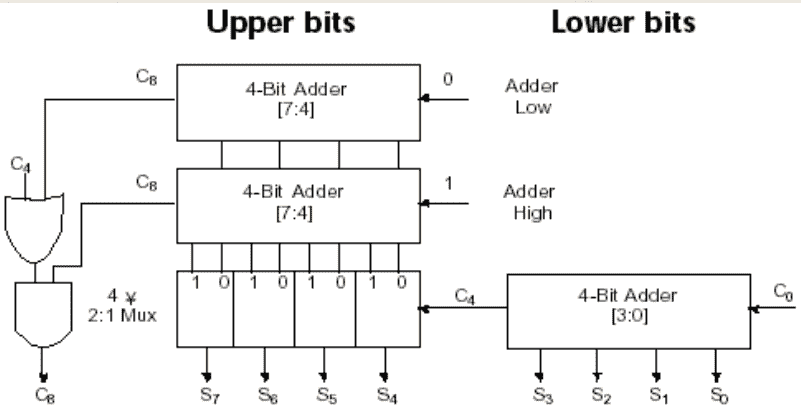 Upper bits Lower bits
C8 4-Bit Adder [7:4] 0 Adder Low
C4
C8 4-Bit Adder [7:4] 1 Adder High
1 0 1 0 1 0 1 0
4 ¥ 2:1 Mux
C4 4-Bit Adder [3:0] C0
C8 S7 S6 S5 S4 S3 S2 S1 S0